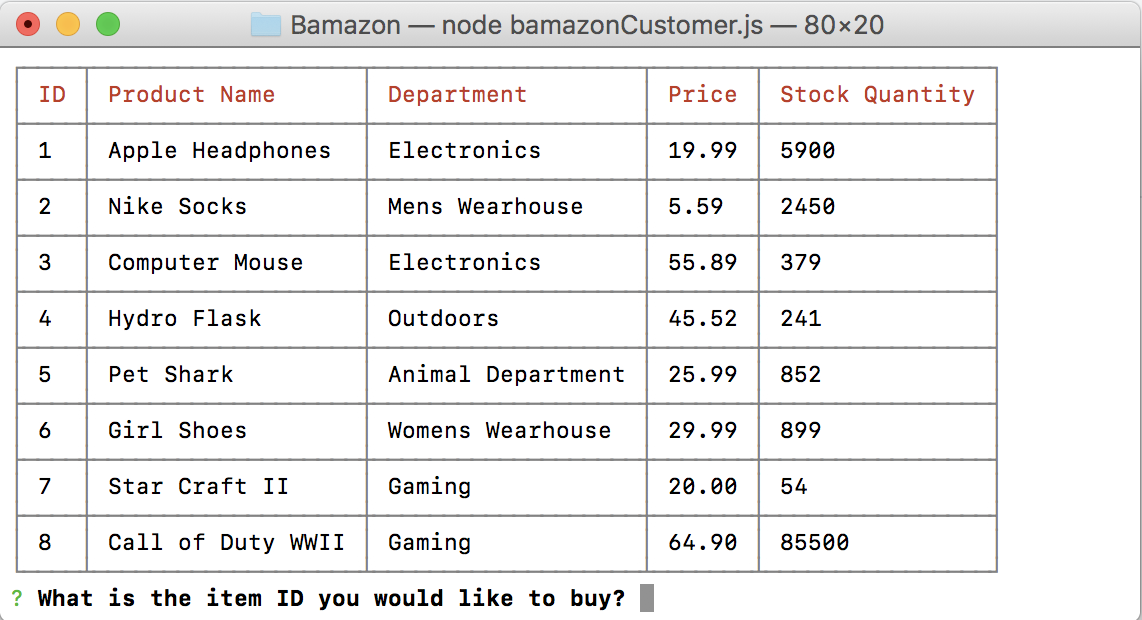 Bamazon — node bamazonCustomer.js — 80×20
ID Product Name Department Price Stock Quantity
1 Apple Headphones Electronics 19.99 5900
2 Nike Socks Mens Wearhouse 5.59 2450
3 Computer Mouse Electronics 55.89 379
4 Hydro Flask Outdoors 45.52 241
5 Pet Shark Animal Department 25.99 852
6 Girl Shoes Womens Wearhouse 29.99 899
7 Star Craft II Gaming 20.00 54
8 Call of Duty WWII Gaming 64.90 85500
? What is the item ID you would like to buy?